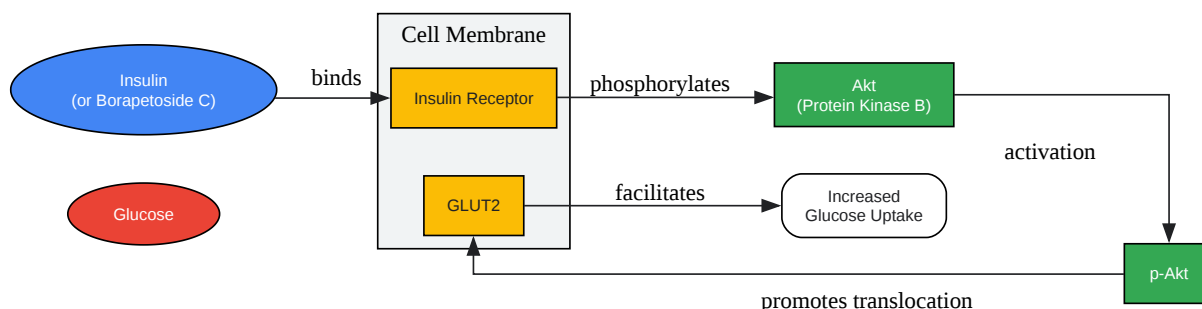 Cell Membrane
Insulin
(or Borapetoside C)
binds
Insulin Receptor
phosphorylates
Akt
(Protein Kinase B)
activation
Glucose
GLUT2
facilitates
Increased
Glucose Uptake
p-Akt
promotes translocation